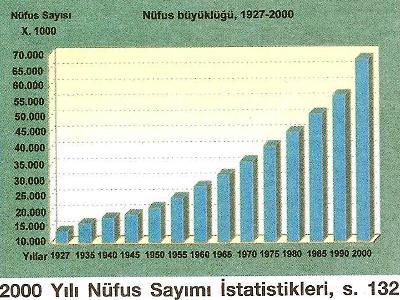 Nüfus Sayısı
X. 1000
Nüfus büyüklüğü, 1927-2000
70.000
65.000
60.000
55.000
50.000
45.000
40.000
35.000
30.000
25.000
20.000
15.000
10.000
Yıllar 1927 1935 1940 1945 1950 1955 1960 1965 1970 1975 1980 1985 1990 2000
2000 Yılı Nüfus Sayımı İstatistikleri, s. 132